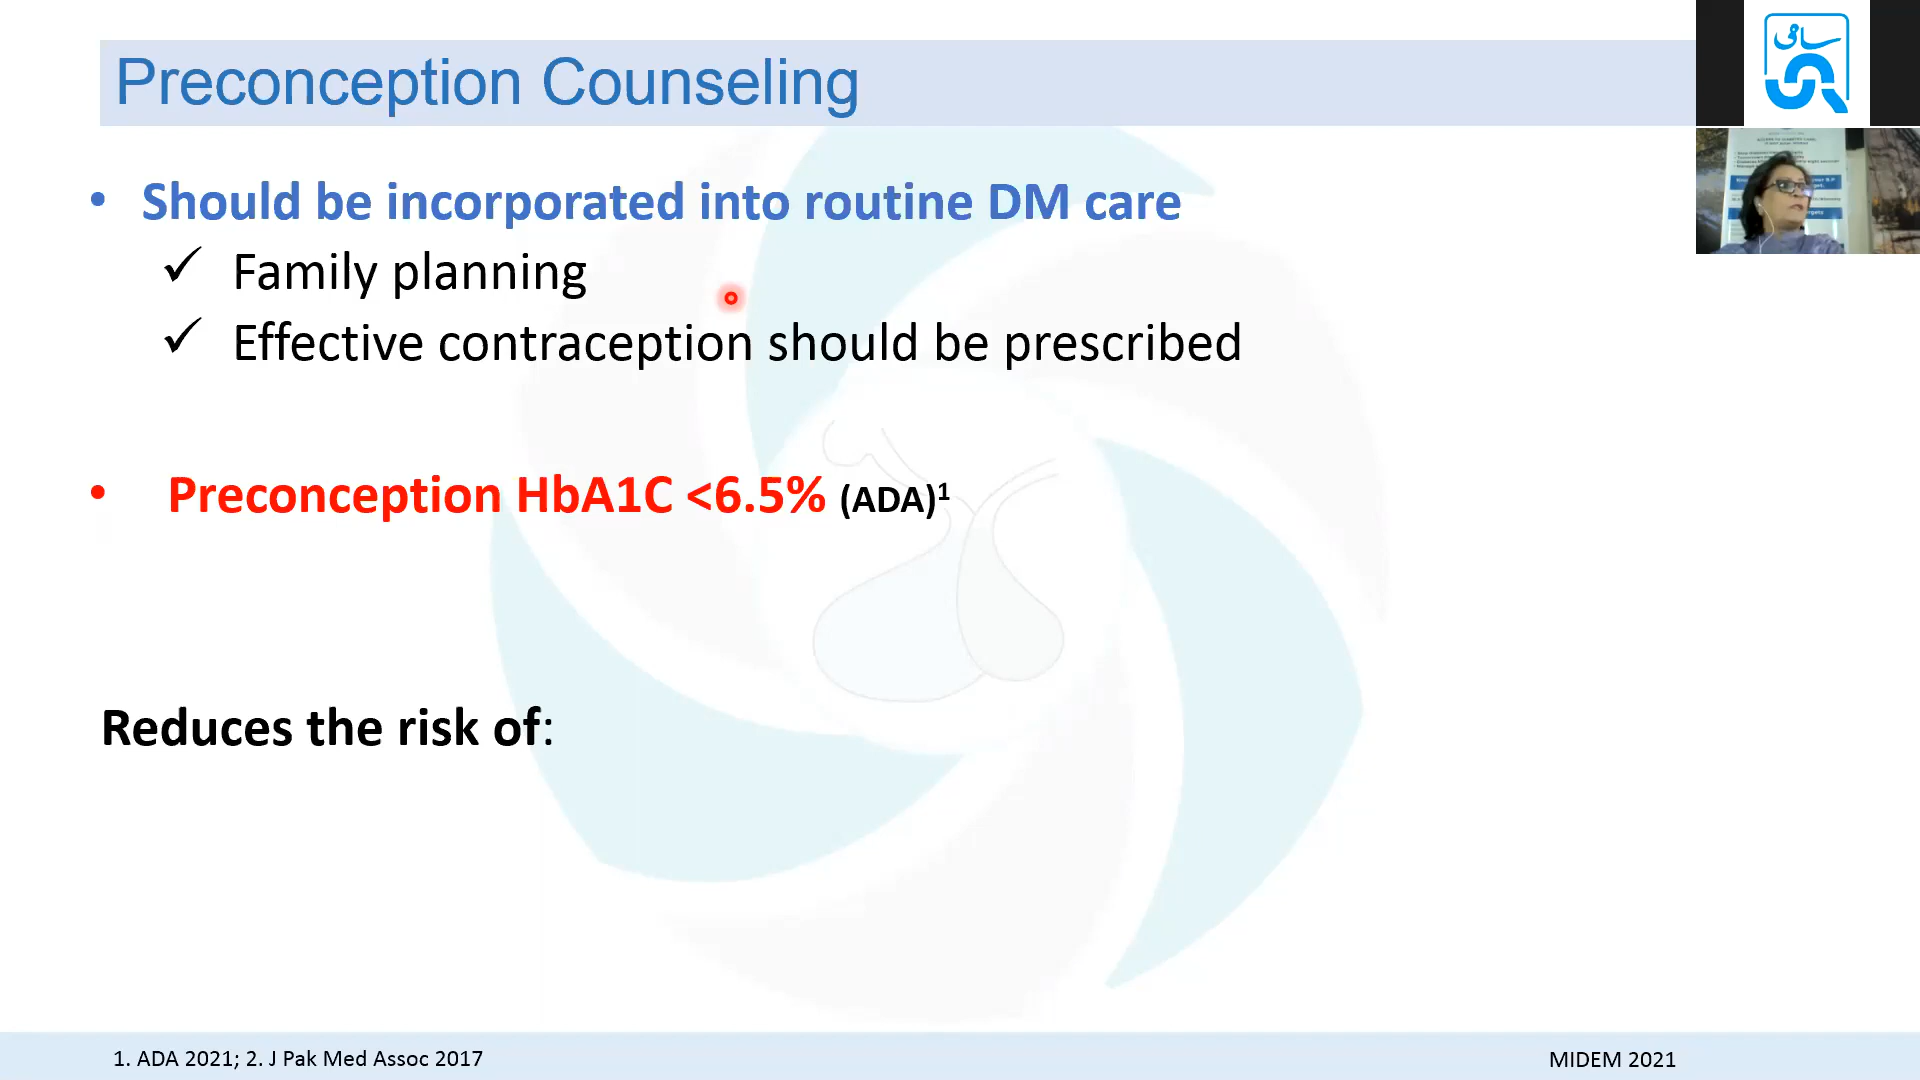 Preconception Counseling
سافی
• Should be incorporated into routine DM care
✓ Family planning
✓ Effective contraception should be prescribed
• Preconception HbA1C <6.5% (ADA)¹
Reduces the risk of:
1. ADA 2021; 2. J Pak Med Assoc 2017
MIDEM 2021